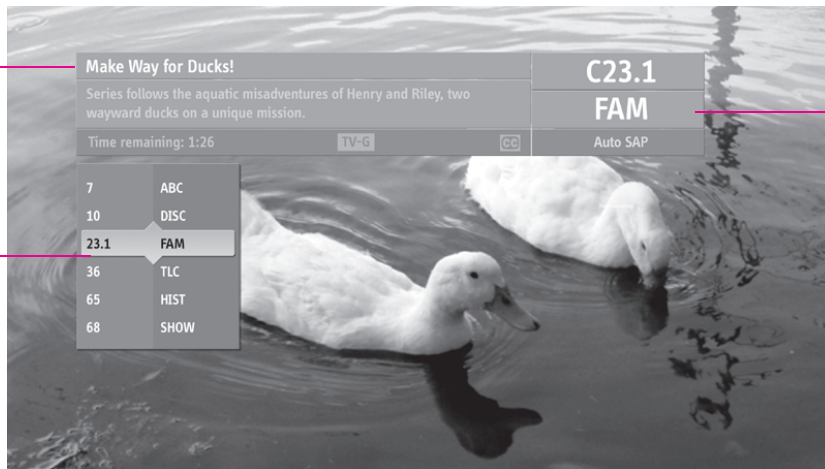 Make Way for Ducks!
Series follows the aquatic misadventures of Henry and Riley, two
wayward ducks on a unique mission.
Time remaining: 1:26 TV-G CC
C23.1
FAM
Auto SAP
7 ABC
10 DISC
23.1 FAM
36 TLC
65 HIST
68 SHOW